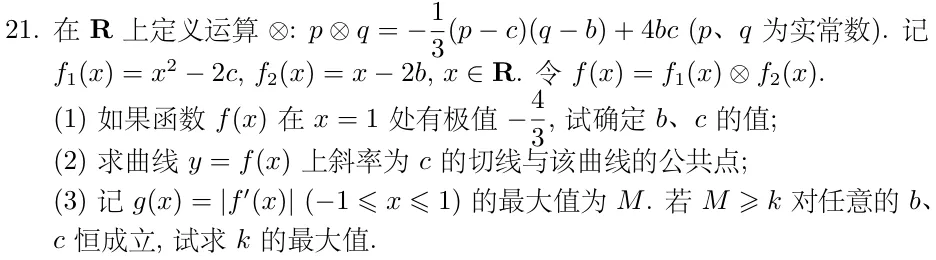 21. 在 R 上定义运算 ⊗: p ⊗ q = −1/3(p − c)(q − b) + 4bc (p、q 为实常数). 记
f₁(x) = x² − 2c, f₂(x) = x − 2b, x ∈ R. 令 f(x) = f₁(x) ⊗ f₂(x).
(1) 如果函数 f(x) 在 x = 1 处有极值 −4/3, 试确定 b、c 的值;
(2) 求曲线 y = f(x) 上斜率为 c 的切线与该曲线的公共点;
(3) 记 g(x) = |f′(x)| (−1 ⩽ x ⩽ 1) 的最大值为 M. 若 M ⩾ k 对任意的 b、
c 恒成立, 试求 k 的最大值.